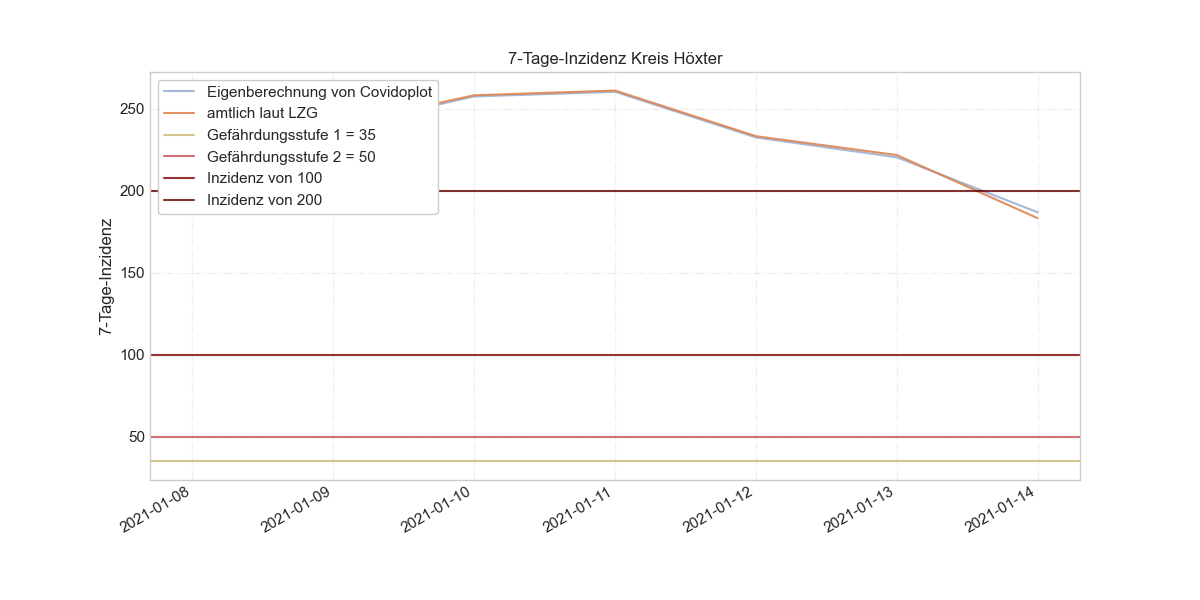 7-Tage-Inzidenz Kreis Höxter
Eigenberechnung von Covidoplot
amtlich laut LZG
Gefährdungsstufe 1 = 35
Gefährdungsstufe 2 = 50
Inzidenz von 100
Inzidenz von 200
7-Tage-Inzidenz
250
200
150
100
50
2021-01-08
2021-01-09
2021-01-10
2021-01-11
2021-01-12
2021-01-13
2021-01-14